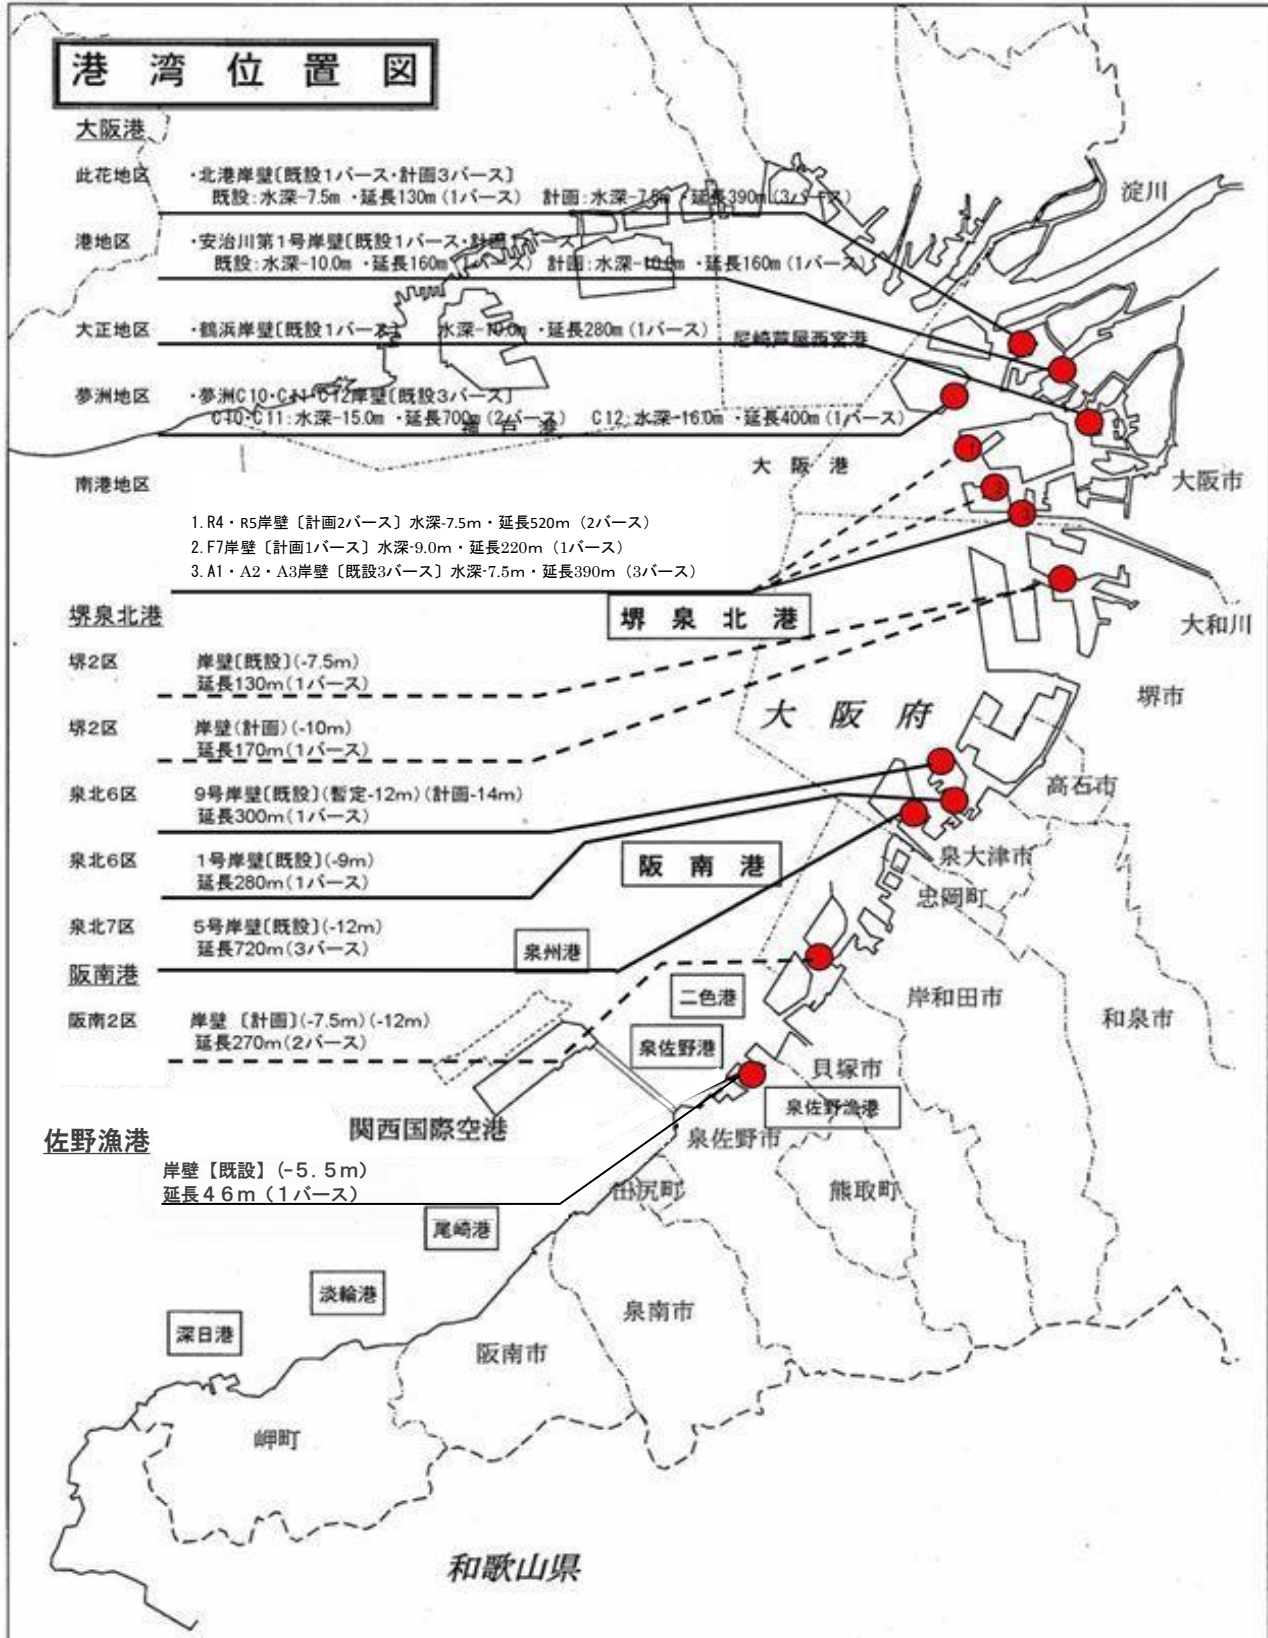 港湾位置図
大阪港
此花地区 ・北港岸壁〔既設1バース・計画3バース〕
既設:水深-7.5m ・延長130m(1バース) 計画:水深-7.5m ・延長390m(3バース)
淀川
港地区 ・安治川第1号岸壁〔既設1バース・計画1バース
既設:水深-10.0m ・延長160m(1バース) 計画:水深-10.0m ・延長160m(1バース)
大正地区 ・鶴浜岸壁〔既設1バース〕 水深-10.0m ・延長280m(1バース)
尼崎芦屋西宮港
夢洲地区 ・夢洲C10・C11・C12岸壁〔既設3バース〕
C10・C11:水深-15.0m ・延長700m(2バース) C12:水深-16.0m ・延長400m(1バース)
神戸港
大阪港
大阪市
南港地区
1
2
3
1.R4・R5岸壁〔計画2バース〕水深-7.5m・延長520m(2バース)
2.F7岸壁〔計画1バース〕水深-9.0m・延長220m(1バース)
3.A1・A2・A3岸壁〔既設3バース〕水深-7.5m・延長390m(3バース)
堺泉北港
堺泉北港
大和川
堺2区 岸壁〔既設〕(-7.5m)
延長130m(1バース)
堺市
大阪府
堺2区 岸壁(計画)(-10m)
延長170m(1バース)
高石市
泉北6区 9号岸壁〔既設〕(暫定-12m)(計画-14m)
延長300m(1バース)
泉大津市
泉北6区 1号岸壁〔既設〕(-9m)
延長280m(1バース)
阪南港
忠岡町
泉北7区 5号岸壁〔既設〕(-12m)
延長720m(3バース)
泉州港
阪南港
二色港
岸和田市
和泉市
阪南2区 岸壁〔計画〕(-7.5m)(-12m)
延長270m(2バース)
泉佐野港
貝塚市
泉佐野漁港
関西国際空港
泉佐野市
佐野漁港
岸壁【既設】(-5.5m)
延長46m(1バース)
田尻町
熊取町
尾崎港
淡輪港
深日港
泉南市
阪南市
岬町
和歌山県